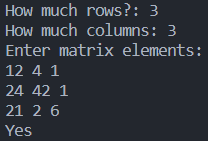 How much rows?: 3
How much columns: 3
Enter matrix elements:
12 4 1
24 42 1
21 2 6
Yes